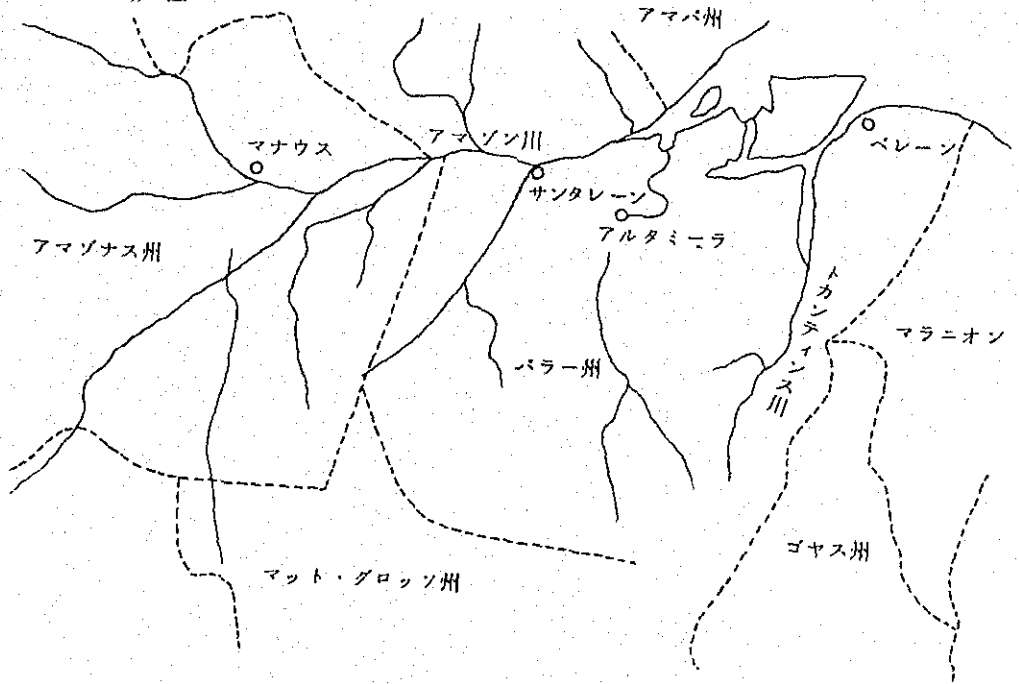 アマパ州
アマゾン川
マナウス
ベレーン
サンタレーン
アルタミーラ
アマゾナス州
トカンティンス川
マラニオン
パラー州
ゴヤス州
マット・グロッソ州